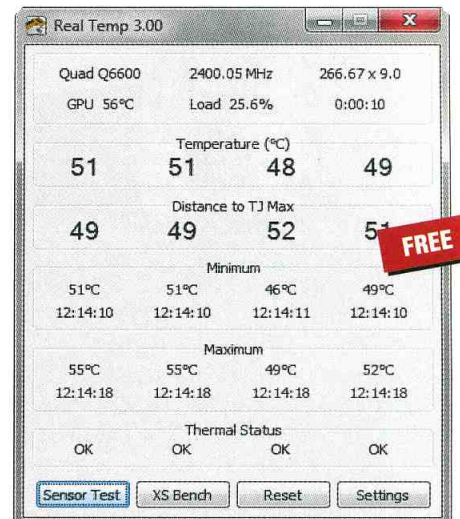 Real Temp 3.00
Quad Q6600 2400.05 MHz 266.67 x 9.0
GPU 56°C Load 25.6% 0:00:10
Temperature (°C)
51 51 48 49
Distance to TJ Max
49 49 52 51
FREE
Minimum
51°C 51°C 46°C 49°C
12:14:10 12:14:10 12:14:11 12:14:10
Maximum
55°C 55°C 49°C 52°C
12:14:18 12:14:18 12:14:18 12:14:18
Thermal Status
OK OK OK OK
Sensor Test XS Bench Reset Settings